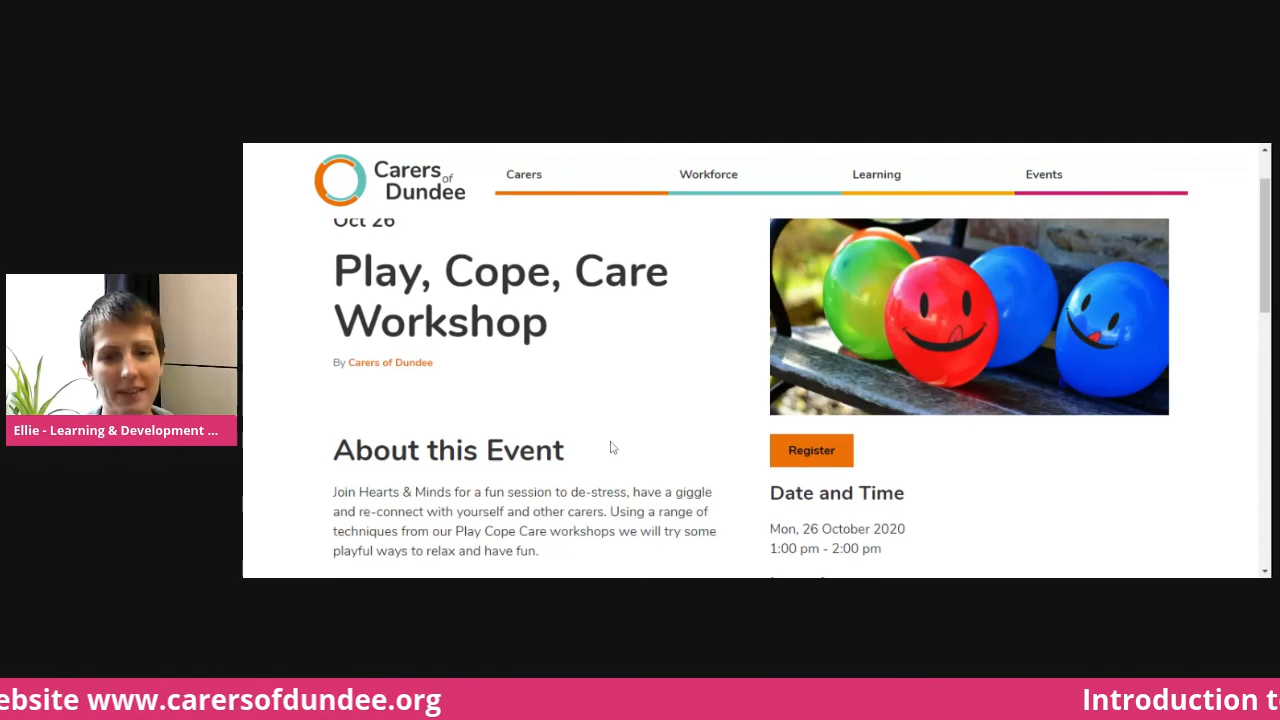 Carers of
Dundee
Carers
Workforce
Learning
Events
Oct 26
Play, Cope, Care
Workshop
By Carers of Dundee
About this Event
Join Hearts & Minds for a fun session to de-stress, have a giggle
and re-connect with yourself and other carers. Using a range of
techniques from our Play Cope Care workshops we will try some
playful ways to relax and have fun.
Register
Date and Time
Mon, 26 October 2020
1:00 pm - 2:00 pm
Ellie - Learning & Development ...
ebsite www.carersofdundee.org
Introduction t